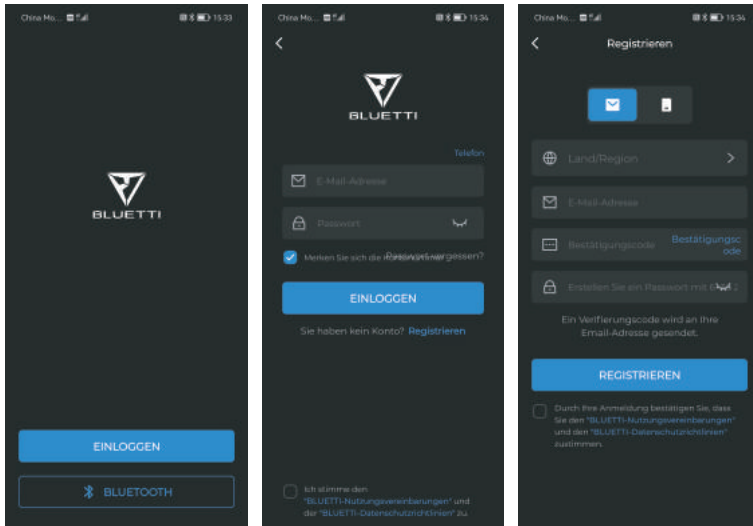 China Mo...
15:33
BLUETTI
EINLOGGEN
BLUETOOTH
China Mo...
15:34
BLUETTI
Telefon
E-Mail-Adresse
Passwort
Merken Sie sich die
Passwort vergessen?
EINLOGGEN
Sie haben kein Konto? Registrieren
Ich stimme den
"BLUETTI-Nutzungsvereinbarungen" und
der "BLUETTI-Datenschutzrichtlinien" zu.
China Mo...
15:34
Registrieren
Land/Region
E-Mail-Adresse
Bestätigungscode
Bestätigungsc
ode
Erstellen Sie ein Passwort mit
Ein Verifierungscode wird an Ihre
Email-Adresse gesendet.
REGISTRIEREN
Durch Ihre Anmeldung bestätigen Sie, dass
Sie den "BLUETTI-Nutzungsvereinbarungen"
und den "BLUETTI-Datenschutzrichtlinien"
zustimmen.